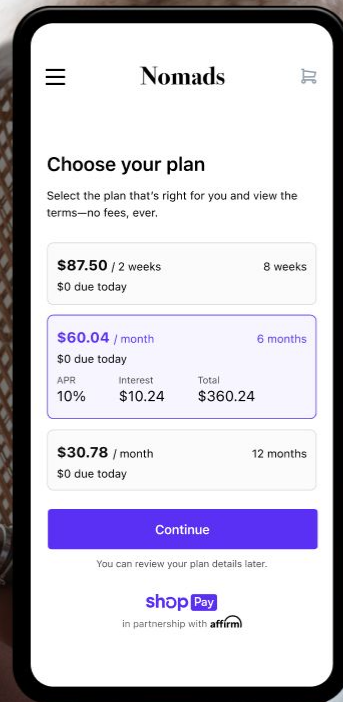 Nomads
Choose your plan
Select the plan that's right for you and view the
terms—no fees, ever.
$87.50 / 2 weeks 8 weeks
$0 due today
$60.04 / month 6 months
$0 due today
APR Interest Total
10% $10.24 $360.24
$30.78 / month 12 months
$0 due today
Continue
You can review your plan details later.
shop Pay
in partnership with affirm